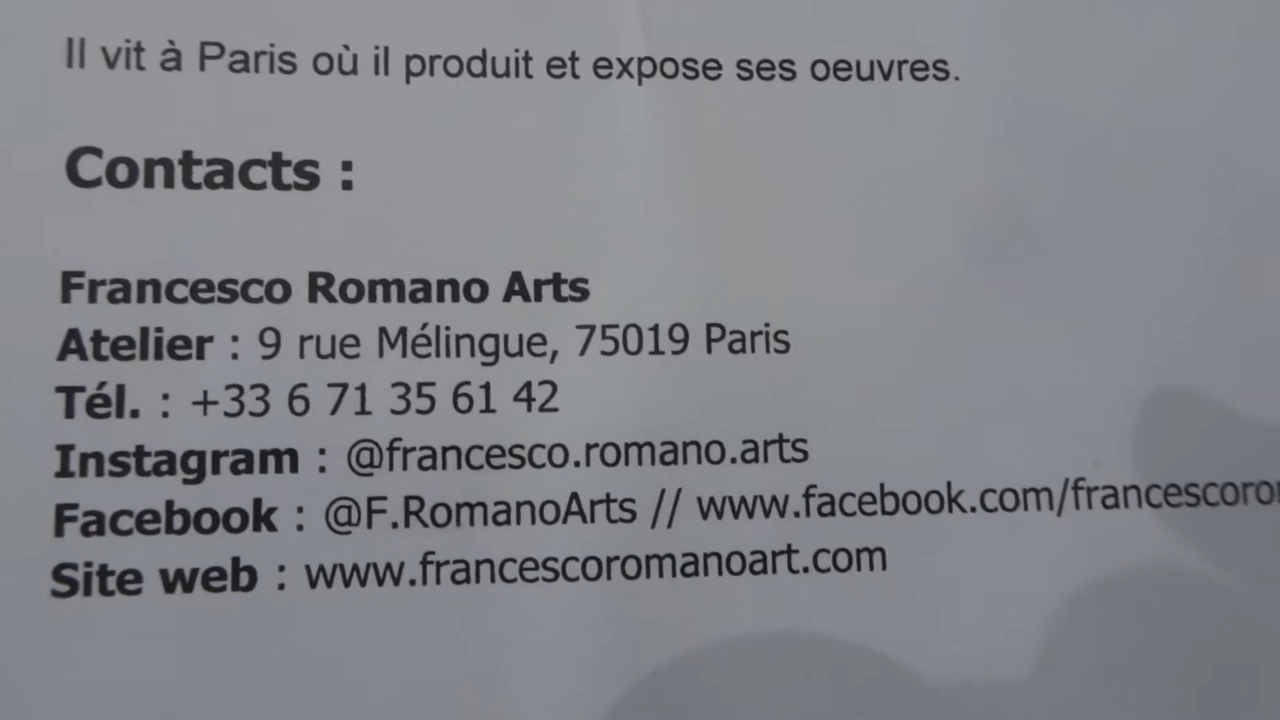 Il vit à Paris où il produit et expose ses oeuvres.
Contacts :
Francesco Romano Arts
Atelier : 9 rue Mélingue, 75019 Paris
Tél. : +33 6 71 35 61 42
Instagram : @francesco.romano.arts
Facebook : @F.RomanoArts // www.facebook.com/francescoro
Site web : www.francescoromanoart.com